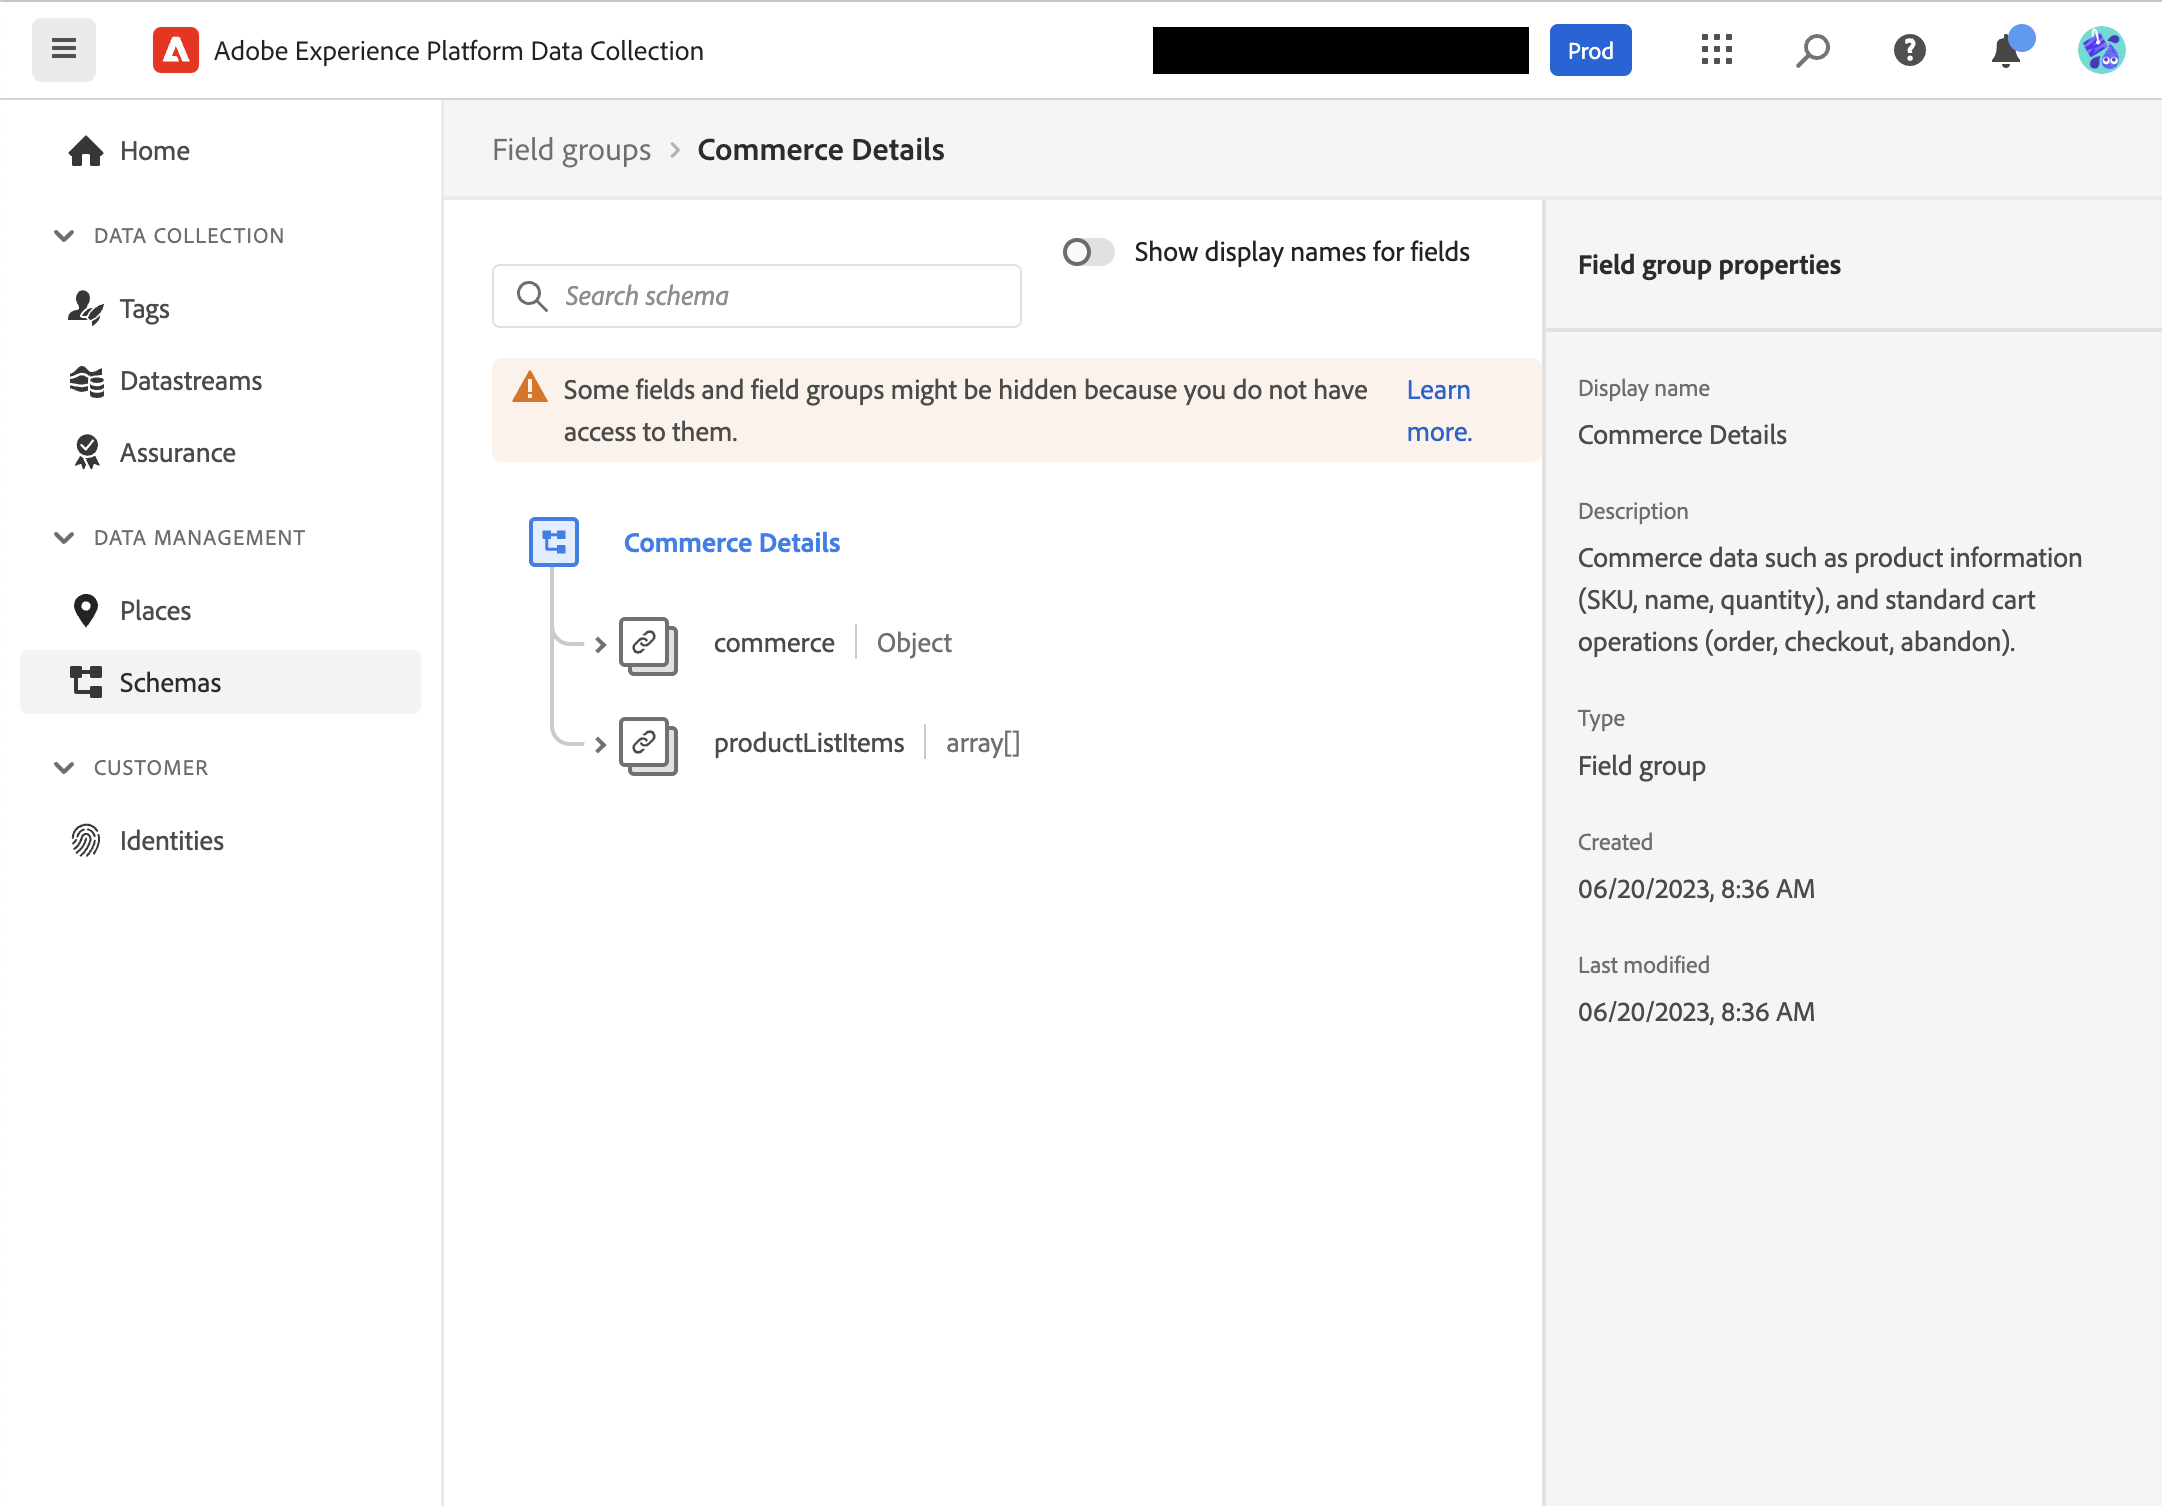 Adobe Experience Platform Data Collection
Prod
Home
DATA COLLECTION
Tags
Datastreams
Assurance
DATA MANAGEMENT
Places
Schemas
CUSTOMER
Identities
Field groups > Commerce Details
Show display names for fields
Search schema
Some fields and field groups might be hidden because you do not have
access to them.
Learn
more.
Commerce Details
commerce | Object
productListItems | array[]
Field group properties
Display name
Commerce Details
Description
Commerce data such as product information
(SKU, name, quantity), and standard cart
operations (order, checkout, abandon).
Type
Field group
Created
06/20/2023, 8:36 AM
Last modified
06/20/2023, 8:36 AM